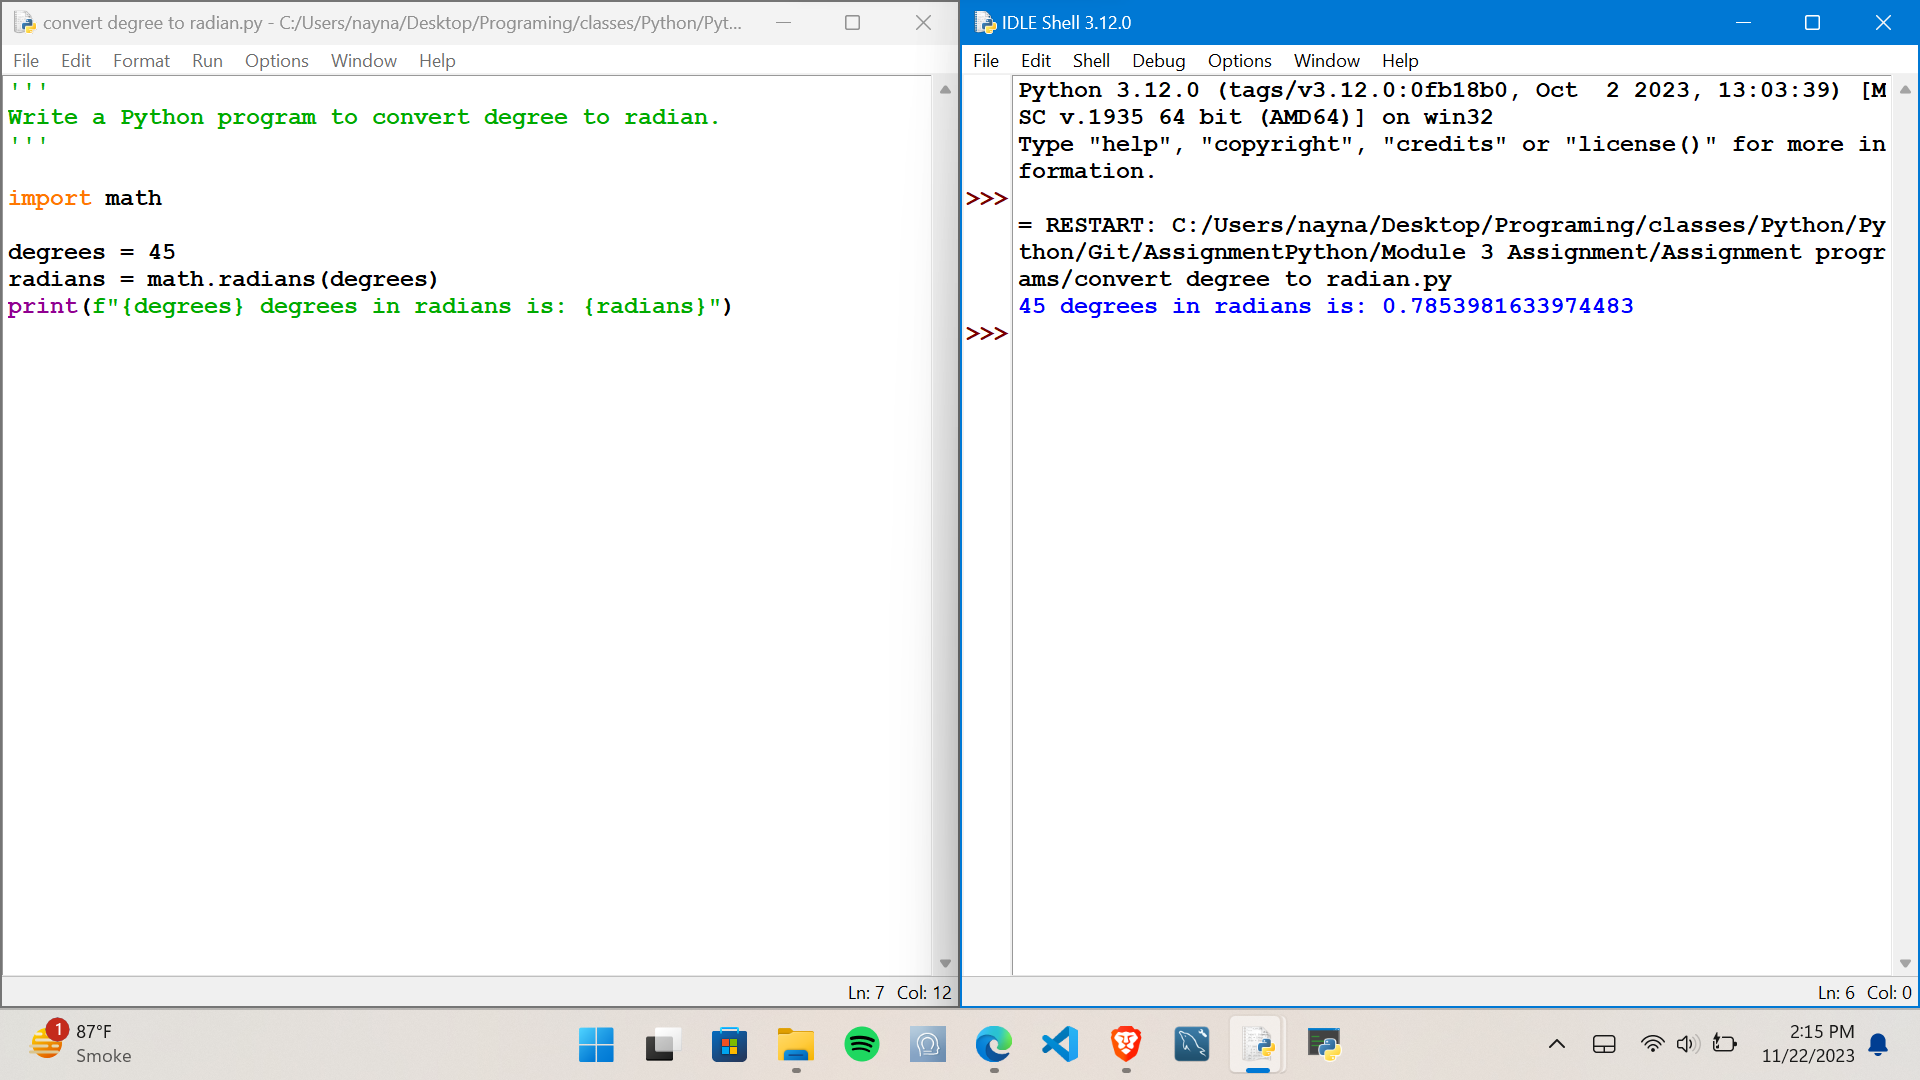 convert degree to radian.py - C:/Users/nayna/Desktop/Programing/classes/Python/Pyt...
File Edit Format Run Options Window Help
'''
Write a Python program to convert degree to radian.
'''
import math
degrees = 45
radians = math.radians(degrees)
print(f"{degrees} degrees in radians is: {radians}")
Ln: 7 Col: 12
IDLE Shell 3.12.0
File Edit Shell Debug Options Window Help
Python 3.12.0 (tags/v3.12.0:0fb18b0, Oct  2 2023, 13:03:39) [M
SC v.1935 64 bit (AMD64)] on win32
Type "help", "copyright", "credits" or "license()" for more in
formation.
>>>
= RESTART: C:/Users/nayna/Desktop/Programing/classes/Python/Py
thon/Git/AssignmentPython/Module 3 Assignment/Assignment progr
ams/convert degree to radian.py
45 degrees in radians is: 0.7853981633974483
>>>
Ln: 6 Col: 0
1
87°F
Smoke
2:15 PM
11/22/2023